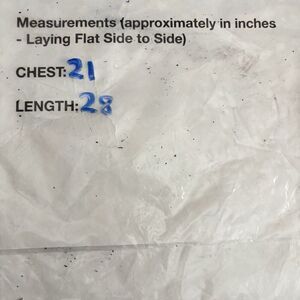 Measurements (approximately in inches
- Laying Flat Side to Side)
CHEST: 21
LENGTH: 28